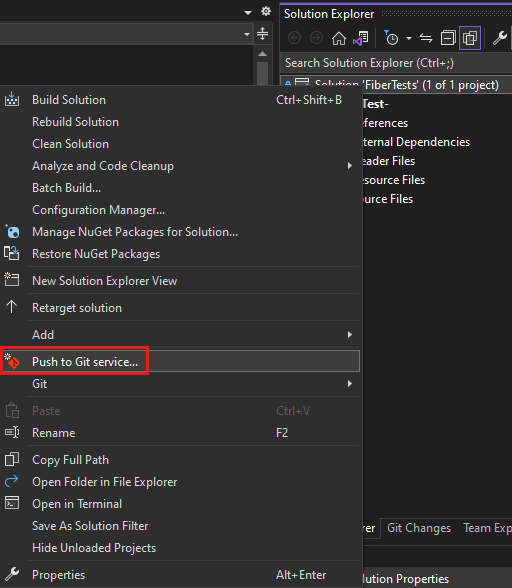 Solution Explorer
Search Solution Explorer (Ctrl+;)
Solution 'FiberTests' (1 of 1 project)
Build Solution Ctrl+Shift+B
Test-
Rebuild Solution
eferences
Clean Solution
ternal Dependencies
Analyze and Code Cleanup
eader Files
Batch Build...
esource Files
Configuration Manager...
urce Files
Manage NuGet Packages for Solution...
Restore NuGet Packages
New Solution Explorer View
Retarget solution
Add
Push to Git service...
Git
Paste Ctrl+V
Rename F2
Copy Full Path
Open Folder in File Explorer
Open in Terminal
Save As Solution Filter
rer Git Changes Team Exp
Hide Unloaded Projects
Properties Alt+Enter
lution Properties